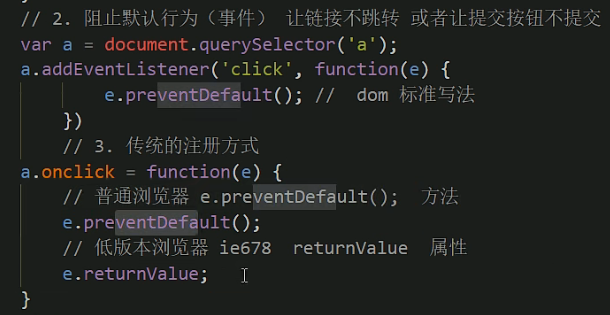 // 2. 阻止默认行为（事件） 让链接不跳转 或者让提交按钮不提交
var a = document.querySelector('a');
a.addEventListener('click', function(e) {
e.preventDefault(); //  dom 标准写法
})
// 3. 传统的注册方式
a.onclick = function(e) {
// 普通浏览器 e.preventDefault();  方法
e.preventDefault();
// 低版本浏览器 ie678  returnValue  属性
e.returnValue;
}